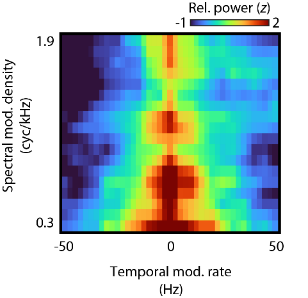 Rel. power (z)
-1 2
1.9
Spectral mod. density
(cyc/kHz)
0.3
-50 0 50
Temporal mod. rate
(Hz)